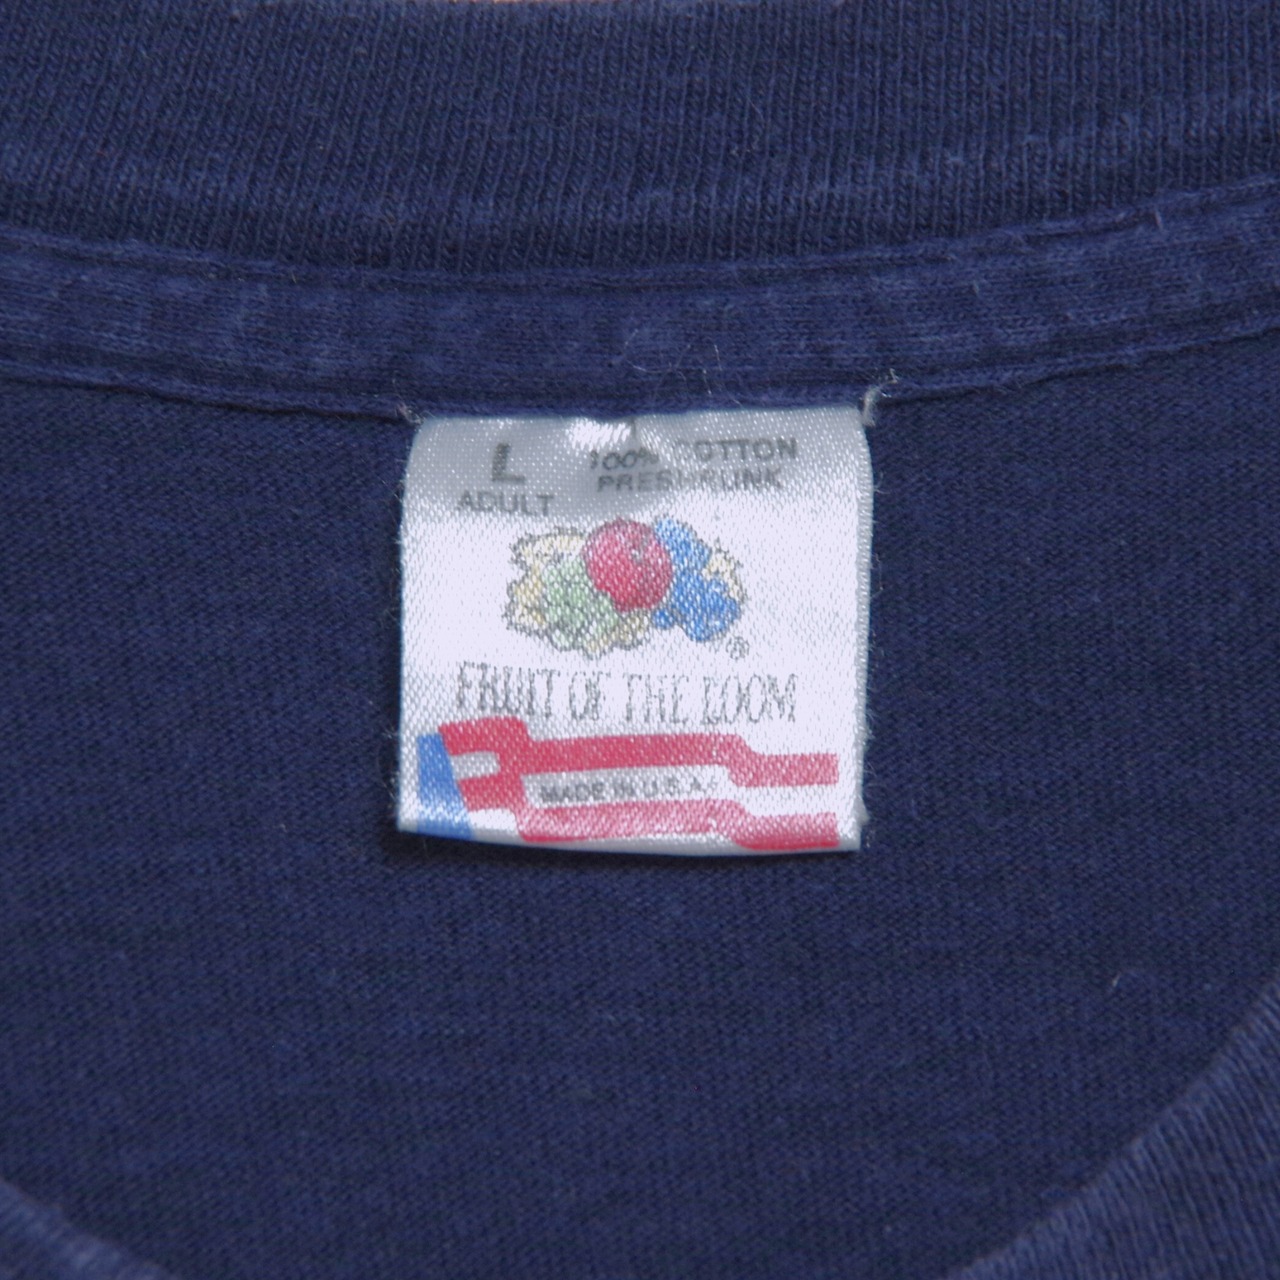 L
ADULT
100% COTTON
PRESHRUNK
®
FRUIT OF THE LOOM
MADE IN U.S.A.